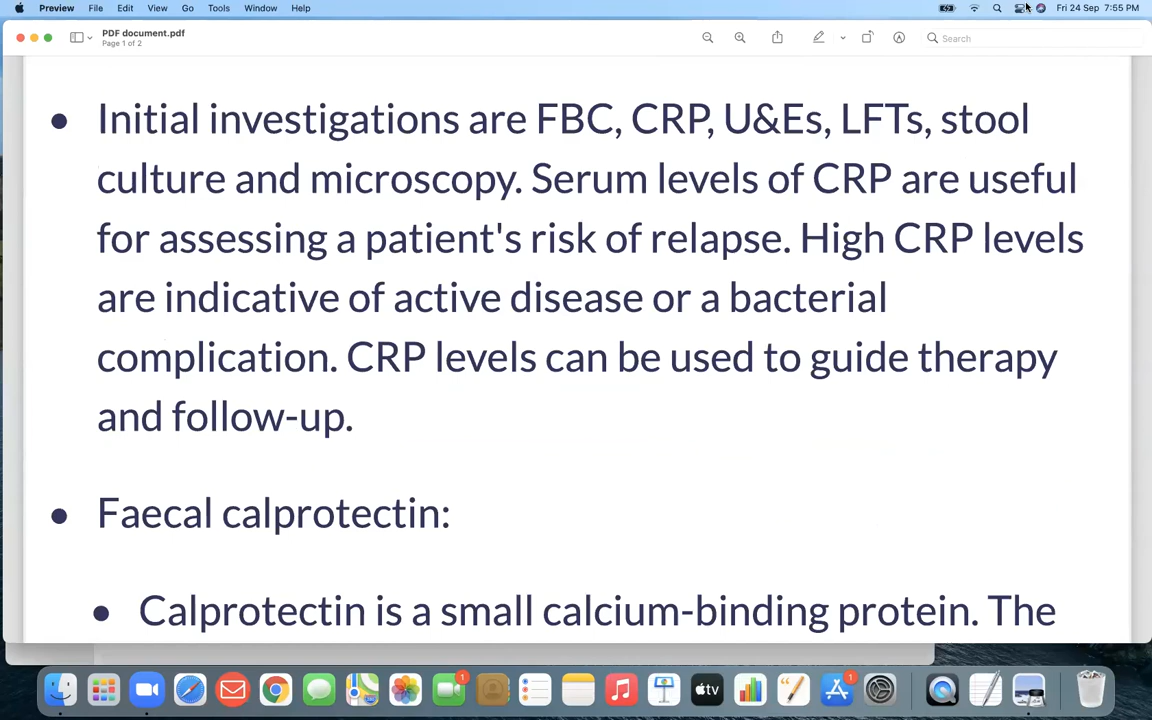 Preview File Edit View Go Tools Window Help Fri 24 Sep 7:55 PM
PDF document.pdf
Page 1 of 2
Search
• Initial investigations are FBC, CRP, U&Es, LFTs, stool
culture and microscopy. Serum levels of CRP are useful
for assessing a patient's risk of relapse. High CRP levels
are indicative of active disease or a bacterial
complication. CRP levels can be used to guide therapy
and follow-up.
• Faecal calprotectin:
• Calprotectin is a small calcium-binding protein. The
1
1
tv